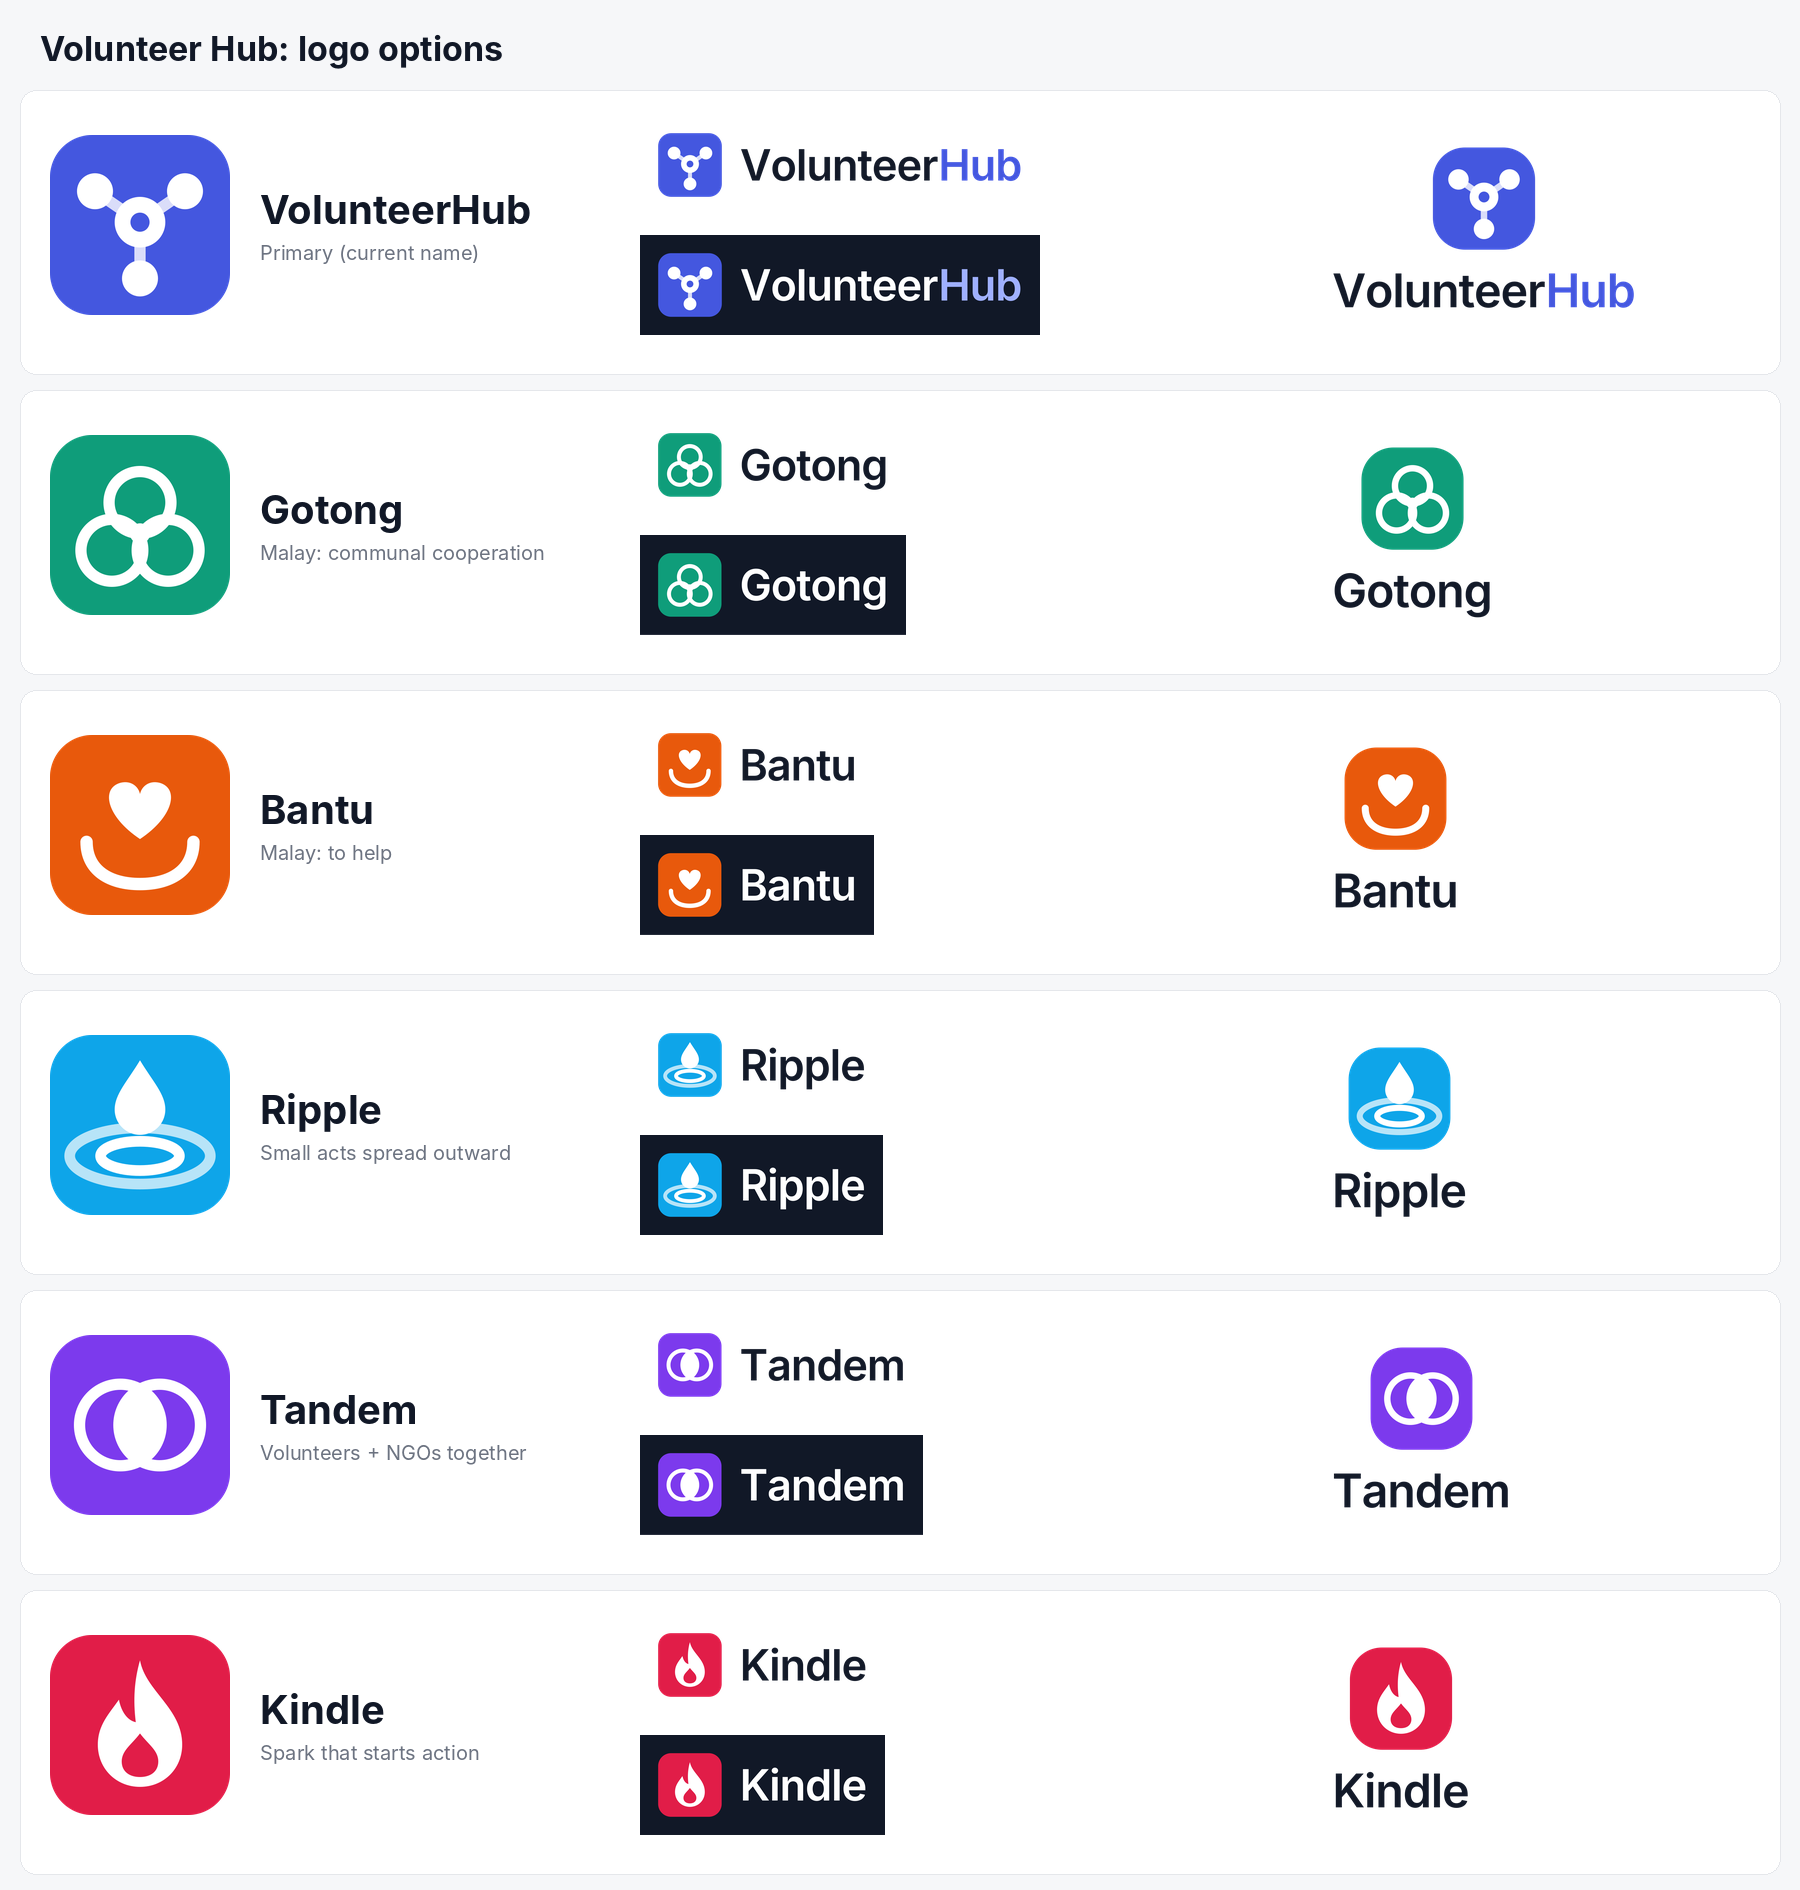 Volunteer Hub: logo options
VolunteerHub
Primary (current name)
VolunteerHub
VolunteerHub
VolunteerHub
Gotong
Malay: communal cooperation
Gotong
Gotong
Gotong
Bantu
Malay: to help
Bantu
Bantu
Bantu
Ripple
Small acts spread outward
Ripple
Ripple
Ripple
Tandem
Volunteers + NGOs together
Tandem
Tandem
Tandem
Kindle
Spark that starts action
Kindle
Kindle
Kindle